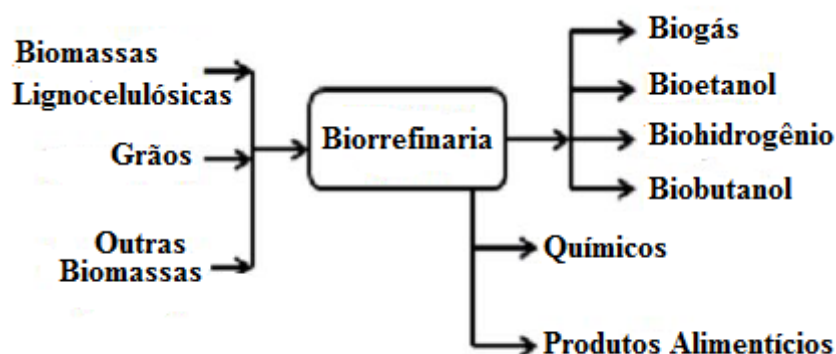 Biomassas
Lignocelulósicas
Grãos
Outras
Biomassas
Biorrefinaria
Biogás
Bioetanol
Biohidrogênio
Biobutanol
Químicos
Produtos Alimentícios